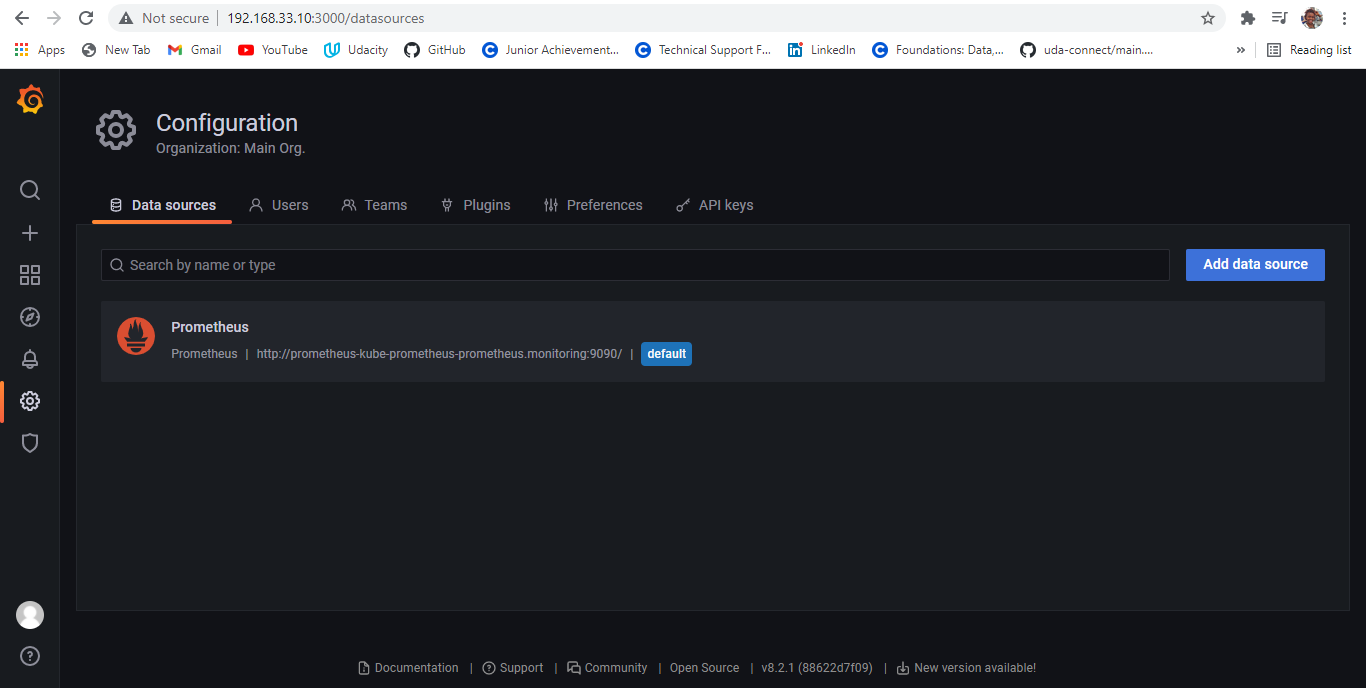 Not secure | 192.168.33.10:3000/datasources
Apps New Tab Gmail YouTube Udacity GitHub Junior Achievement... Technical Support F... LinkedIn Foundations: Data,... uda-connect/main.... » Reading list
Configuration
Organization: Main Org.
Data sources Users Teams Plugins Preferences API keys
Search by name or type Add data source
Prometheus
Prometheus | http://prometheus-kube-prometheus-prometheus.monitoring:9090/ | default
Documentation | Support | Community | Open Source | v8.2.1 (88622d7f09) | New version available!